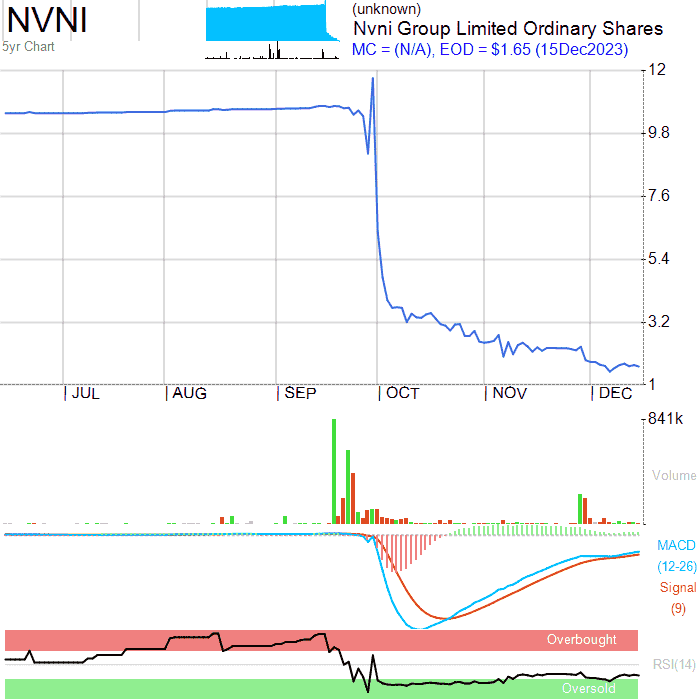 NVNI
5yr Chart
(unknown)
Nvni Group Limited Ordinary Shares
MC = (N/A), EOD = $1.65 (15Dec2023)
12
9.8
7.6
5.4
3.2
1
JUL
AUG
SEP
OCT
NOV
DEC
841k
Volume
MACD
(12-26)
Signal
(9)
Overbought
RSI(14)
Oversold